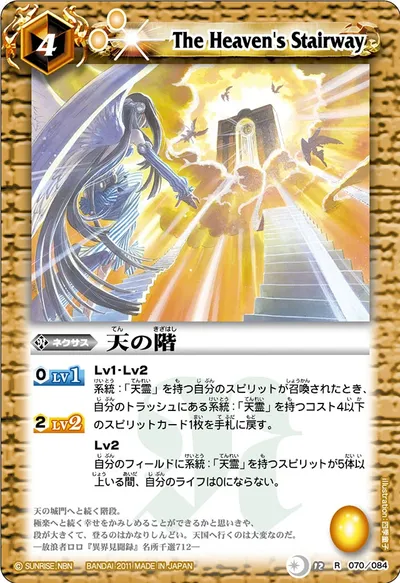 4
The Heaven's Stairway
ネクサス
天の階
てん きざはし
0 LV1
Lv1・Lv2
系統:「天霊」を持つ自分のスピリットが召喚されたとき、
自分のトラッシュにある系統:「天霊」を持つコスト4以下
のスピリットカード1枚を手札に戻す。
2 LV2
Lv2
自分のフィールドに系統:「天霊」を持つスピリットが5体以
上いる間、自分のライフは0にならない。
天の城門へと続く階段。
極楽へと続く幸せをかみしめることができるかと思いきや、
段が大きくて、登るのはかなりしんどい。天国へ行くのは大変なのだ。
―放浪者ロロ『異界見聞録』名所千選712―
© SUNRISE・NBN BANDAI 2011 MADE IN JAPAN
R 070/084